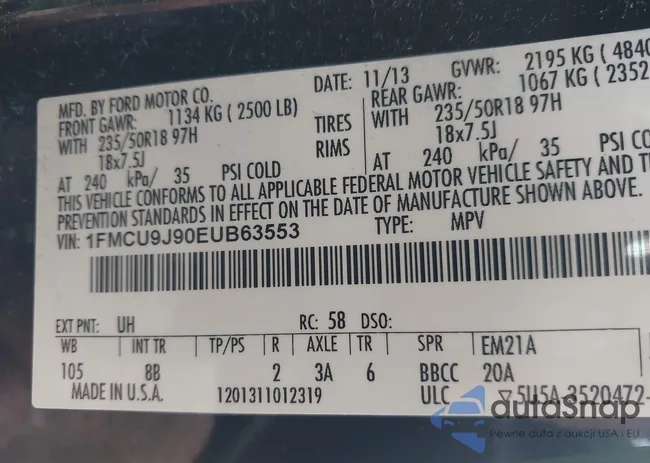 MFD. BY FORD MOTOR CO.
DATE: 11/13 GVWR: 2195 KG ( 4840
FRONT GAWR: 1134 KG ( 2500 LB)
REAR GAWR: 1067 KG ( 2352
WITH 235/50R18 97H TIRES WITH 235/50R18 97H
18x7.5J RIMS 18x7.5J
AT 240 kPa/ 35 PSI COLD AT 240 kPa/ 35 PSI COLD
THIS VEHICLE CONFORMS TO ALL APPLICABLE FEDERAL MOTOR VEHICLE SAFETY AND
PREVENTION STANDARDS IN EFFECT ON THE DATE OF MANUFACTURE SHOWN ABOVE.
VIN: 1FMCU9J90EUB63553 TYPE: MPV
EXT PNT: UH RC: 58 DSO:
WB INT TR TP/PS R AXLE TR SPR EM21A
105 8B 2 3A 6 BBCC 20A
MADE IN U.S.A. 1201311012319 ULC ▽5U5A-3520472-
autoSnap
Pewne auta z aukcji USA i EU